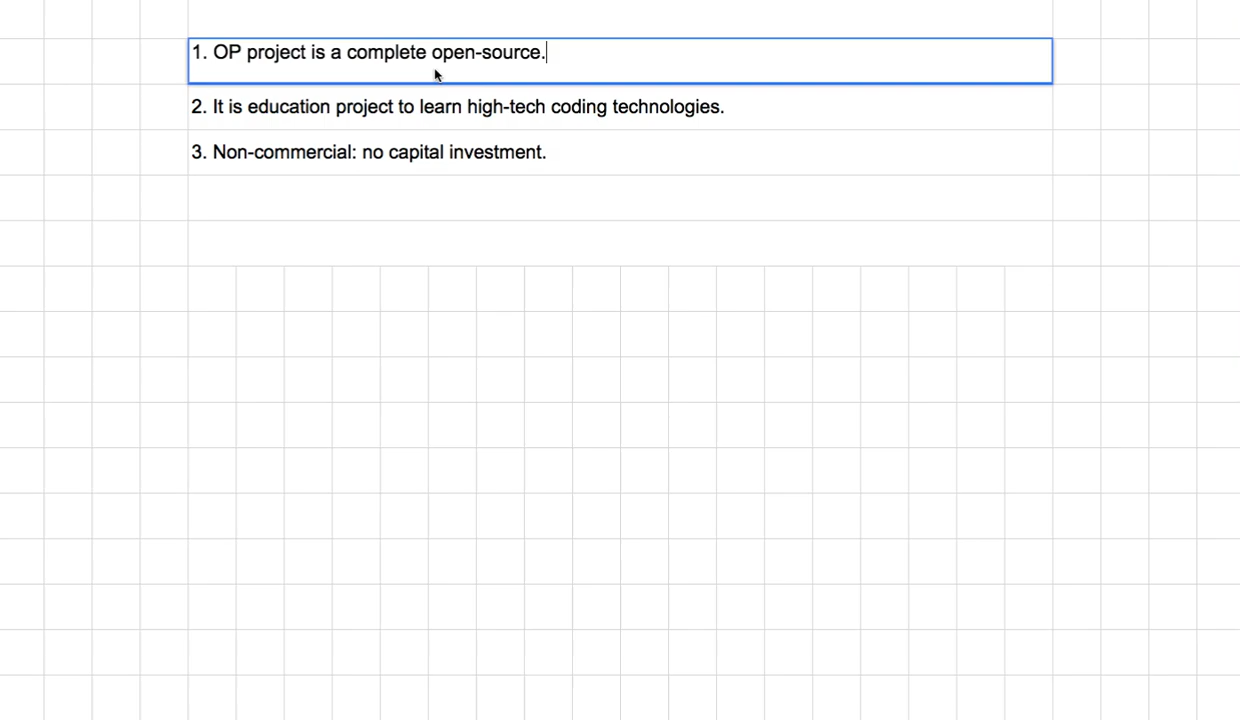 1. OP project is a complete open-source.
2. It is education project to learn high-tech coding technologies.
3. Non-commercial: no capital investment.